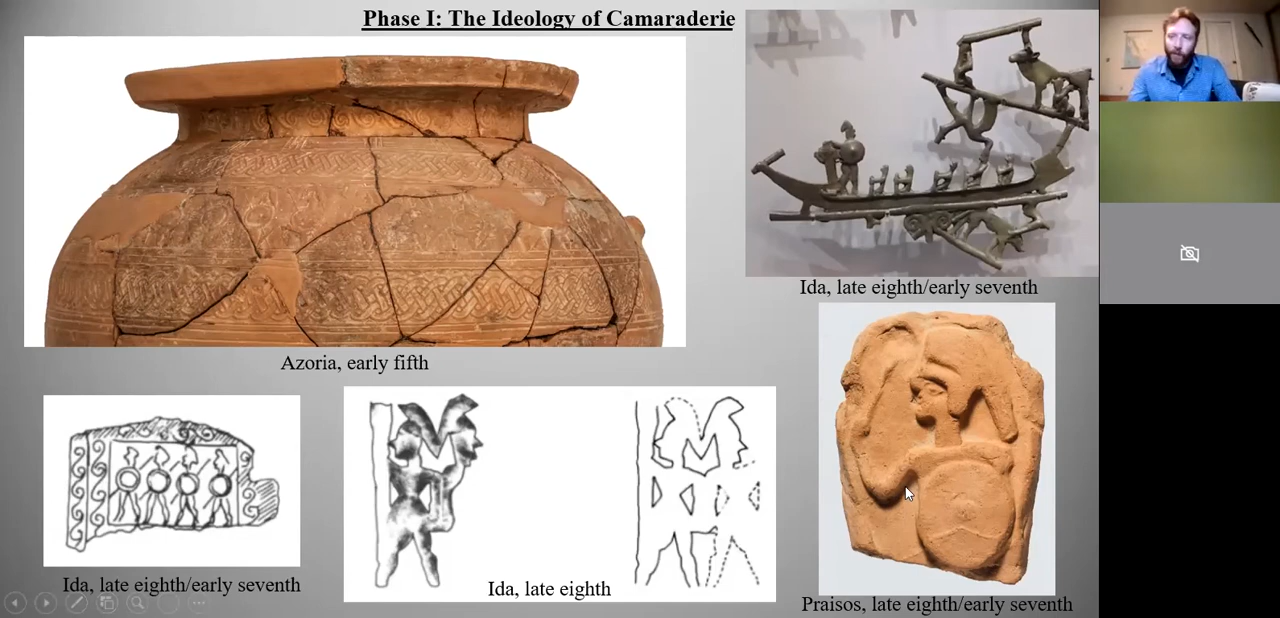 Phase I: The Ideology of Camaraderie
Ida, late eighth/early seventh
Azoria, early fifth
Ida, late eighth/early seventh
Ida, late eighth
Praisos, late eighth/early seventh